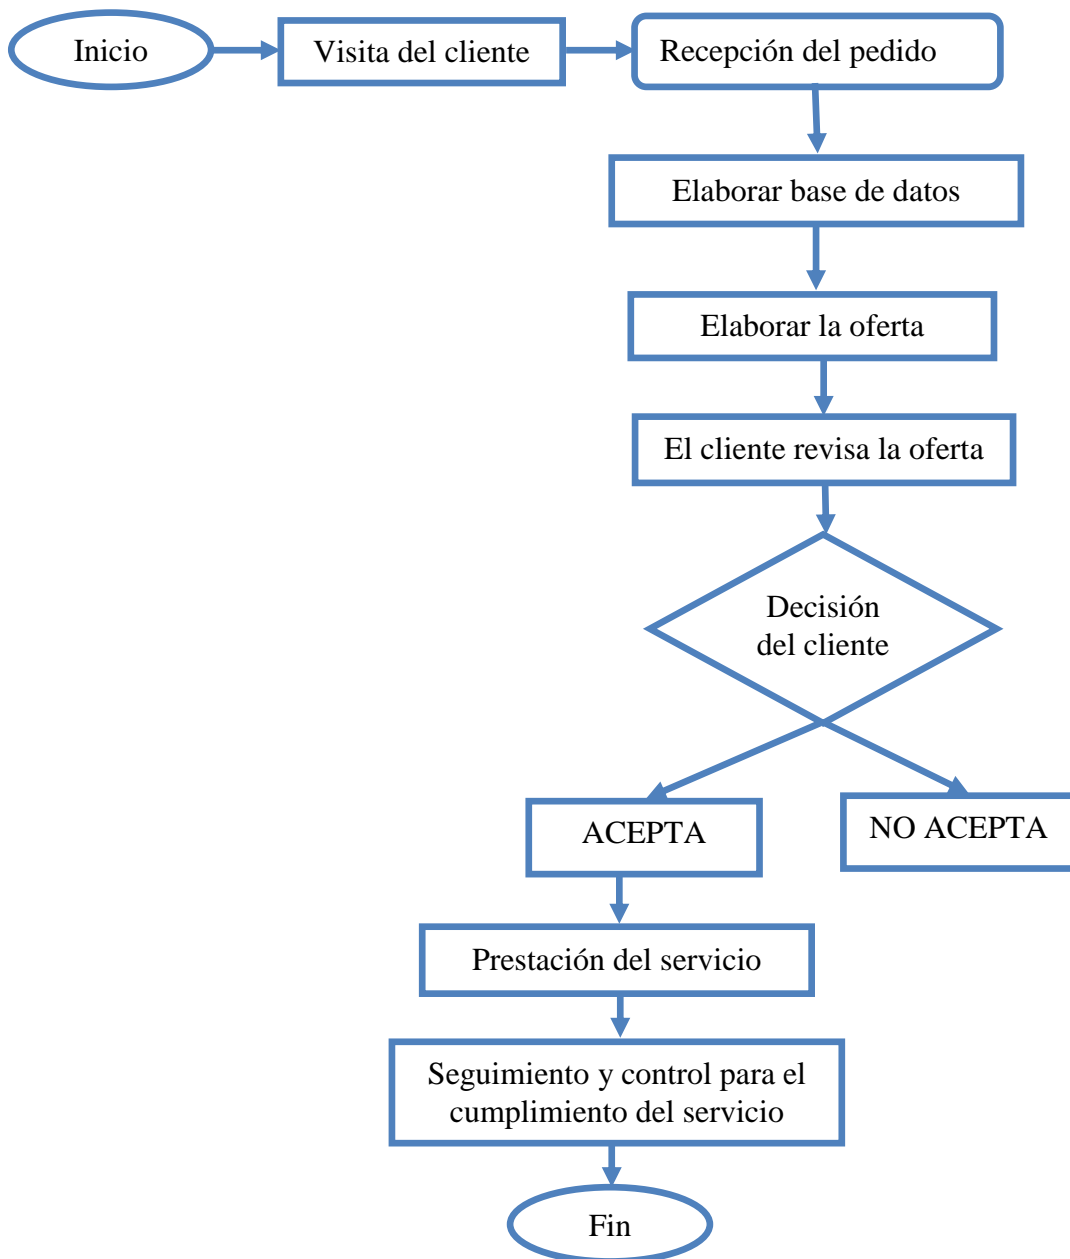 Inicio
Visita del cliente
Recepción del pedido
Elaborar base de datos
Elaborar la oferta
El cliente revisa la oferta
Decisión
del cliente
ACEPTA
NO ACEPTA
Prestación del servicio
Seguimiento y control para el
cumplimiento del servicio
Fin